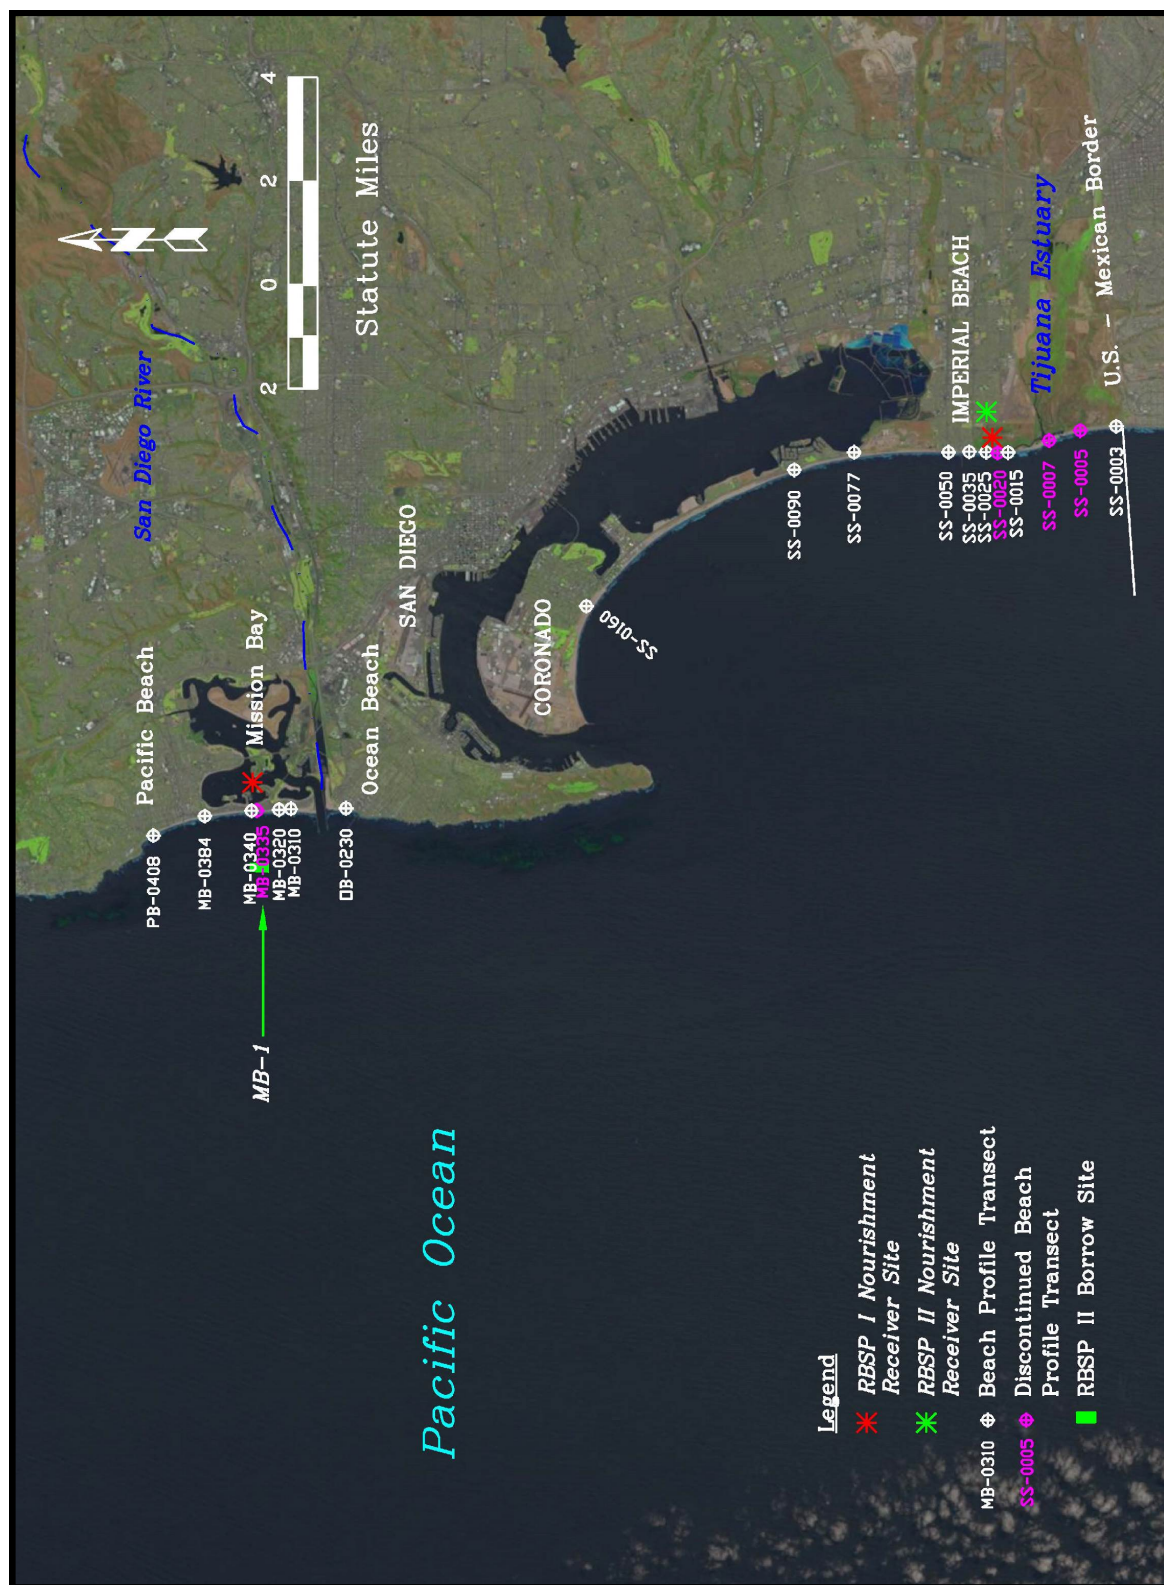 San Diego River
4
2
0
2
Statute Miles
N
Pacific Beach
Mission Bay
Ocean Beach
SAN DIEGO
CORONADO
IMPERIAL BEACH
Tijuana Estuary
U.S. – Mexican Border
PB-0408
MB-0384
MB-0340
MB-0335
MB-0320
MB-0310
OB-0230
SS-0160
SS-0090
SS-0077
SS-0050
SS-0035
SS-0025
SS-0020
SS-0015
SS-0007
SS-0005
SS-0003
MB-1
Pacific Ocean
Legend
RBSP I Nourishment
Receiver Site
RBSP II Nourishment
Receiver Site
MB-0310 Beach Profile Transect
SS-0005 Discontinued Beach
Profile Transect
RBSP II Borrow Site